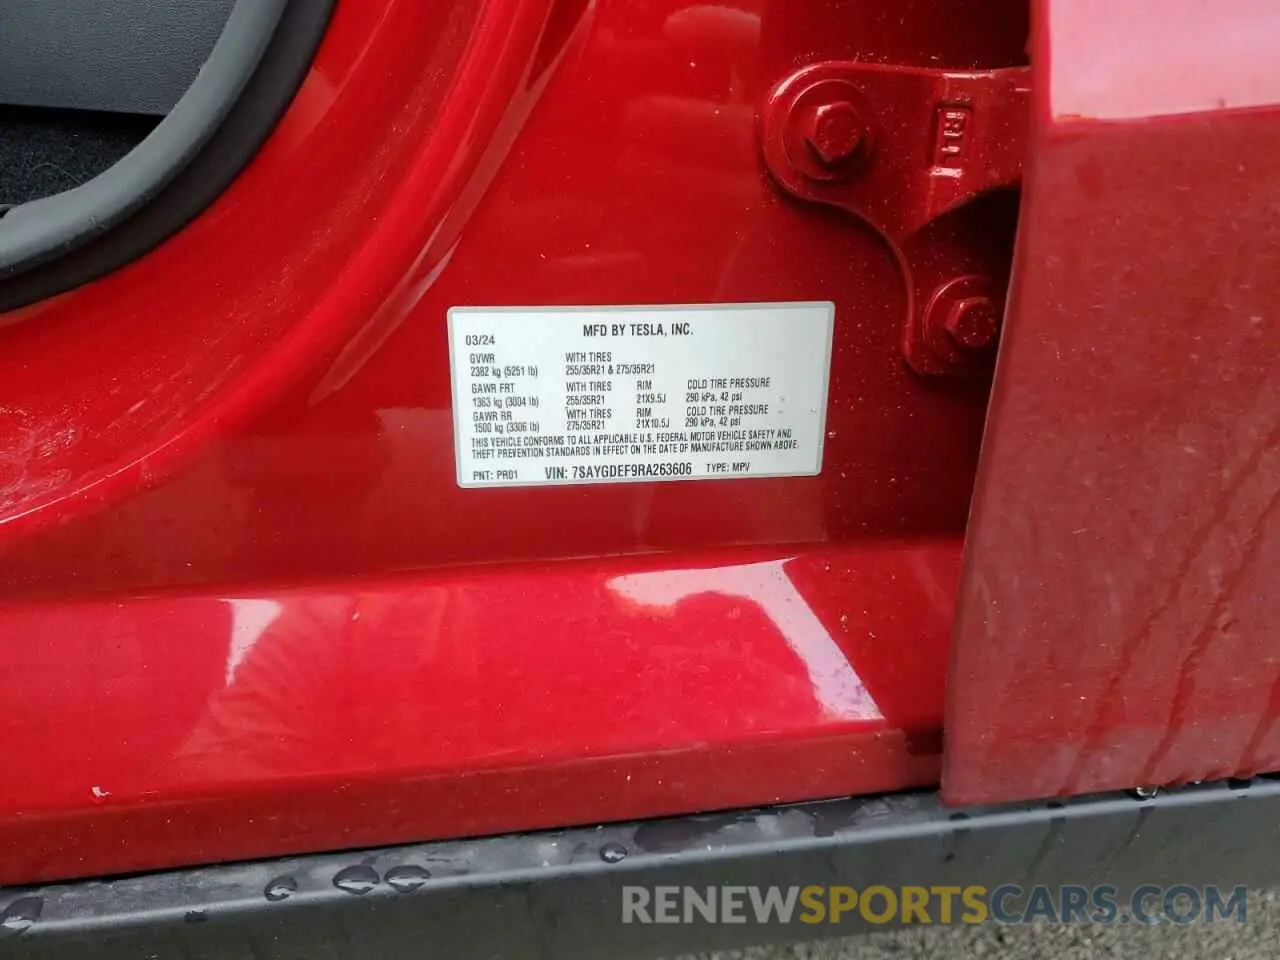 RH
03/24 MFD BY TESLA, INC.
GVWR WITH TIRES
2382 kg (5251 lb) 255/35R21 & 275/35R21
GAWR FRT WITH TIRES RIM COLD TIRE PRESSURE
1363 kg (3004 lb) 255/35R21 21X9.5J 290 kPa, 42 psi
GAWR RR WITH TIRES RIM COLD TIRE PRESSURE
1500 kg (3306 lb) 275/35R21 21X10.5J 290 kPa, 42 psi
THIS VEHICLE CONFORMS TO ALL APPLICABLE U.S. FEDERAL MOTOR VEHICLE SAFETY AND
THEFT PREVENTION STANDARDS IN EFFECT ON THE DATE OF MANUFACTURE SHOWN ABOVE.
PNT: PR01 VIN: 7SAYGDEF9RA263606 TYPE: MPV
RENEWSPORTSCARS.COM